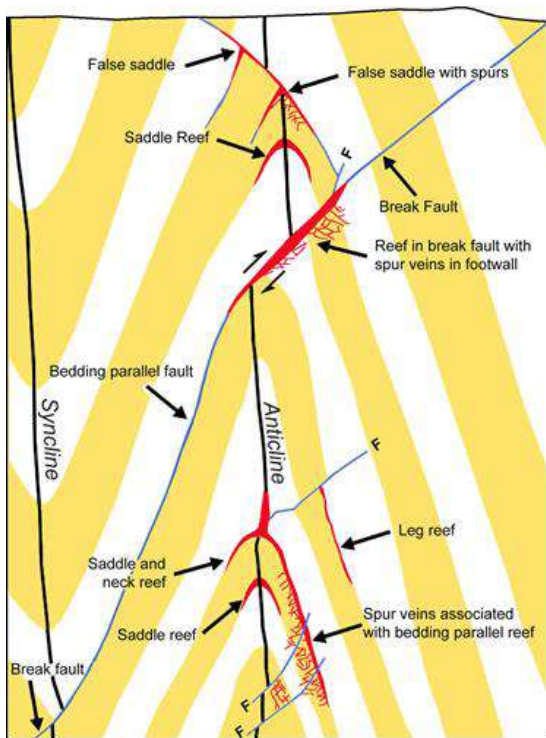 False saddle
False saddle with spurs
Saddle Reef
F
Break Fault
Reef in break fault with
spur veins in footwall
Bedding parallel fault
Syncline
Anticline
F
Leg reef
Saddle and
neck reef
Saddle reef
Spur veins associated
with bedding parallel reef
Break fault
F
F